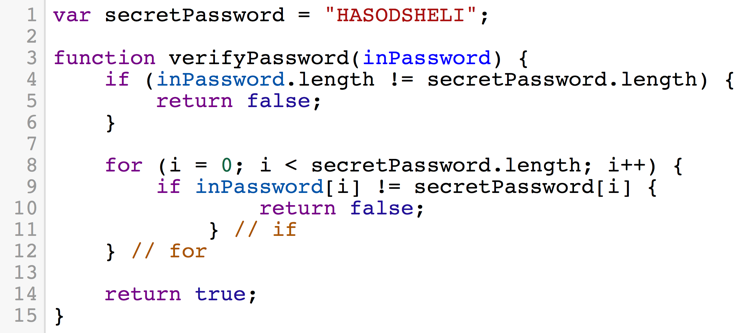 1 var secretPassword = "HASODSHELI";
2
3 function verifyPassword(inPassword) {
4     if (inPassword.length != secretPassword.length) {
5         return false;
6     }
7
8     for (i = 0; i < secretPassword.length; i++) {
9         if inPassword[i] != secretPassword[i] {
10                 return false;
11             } // if
12     } // for
13
14     return true;
15 }